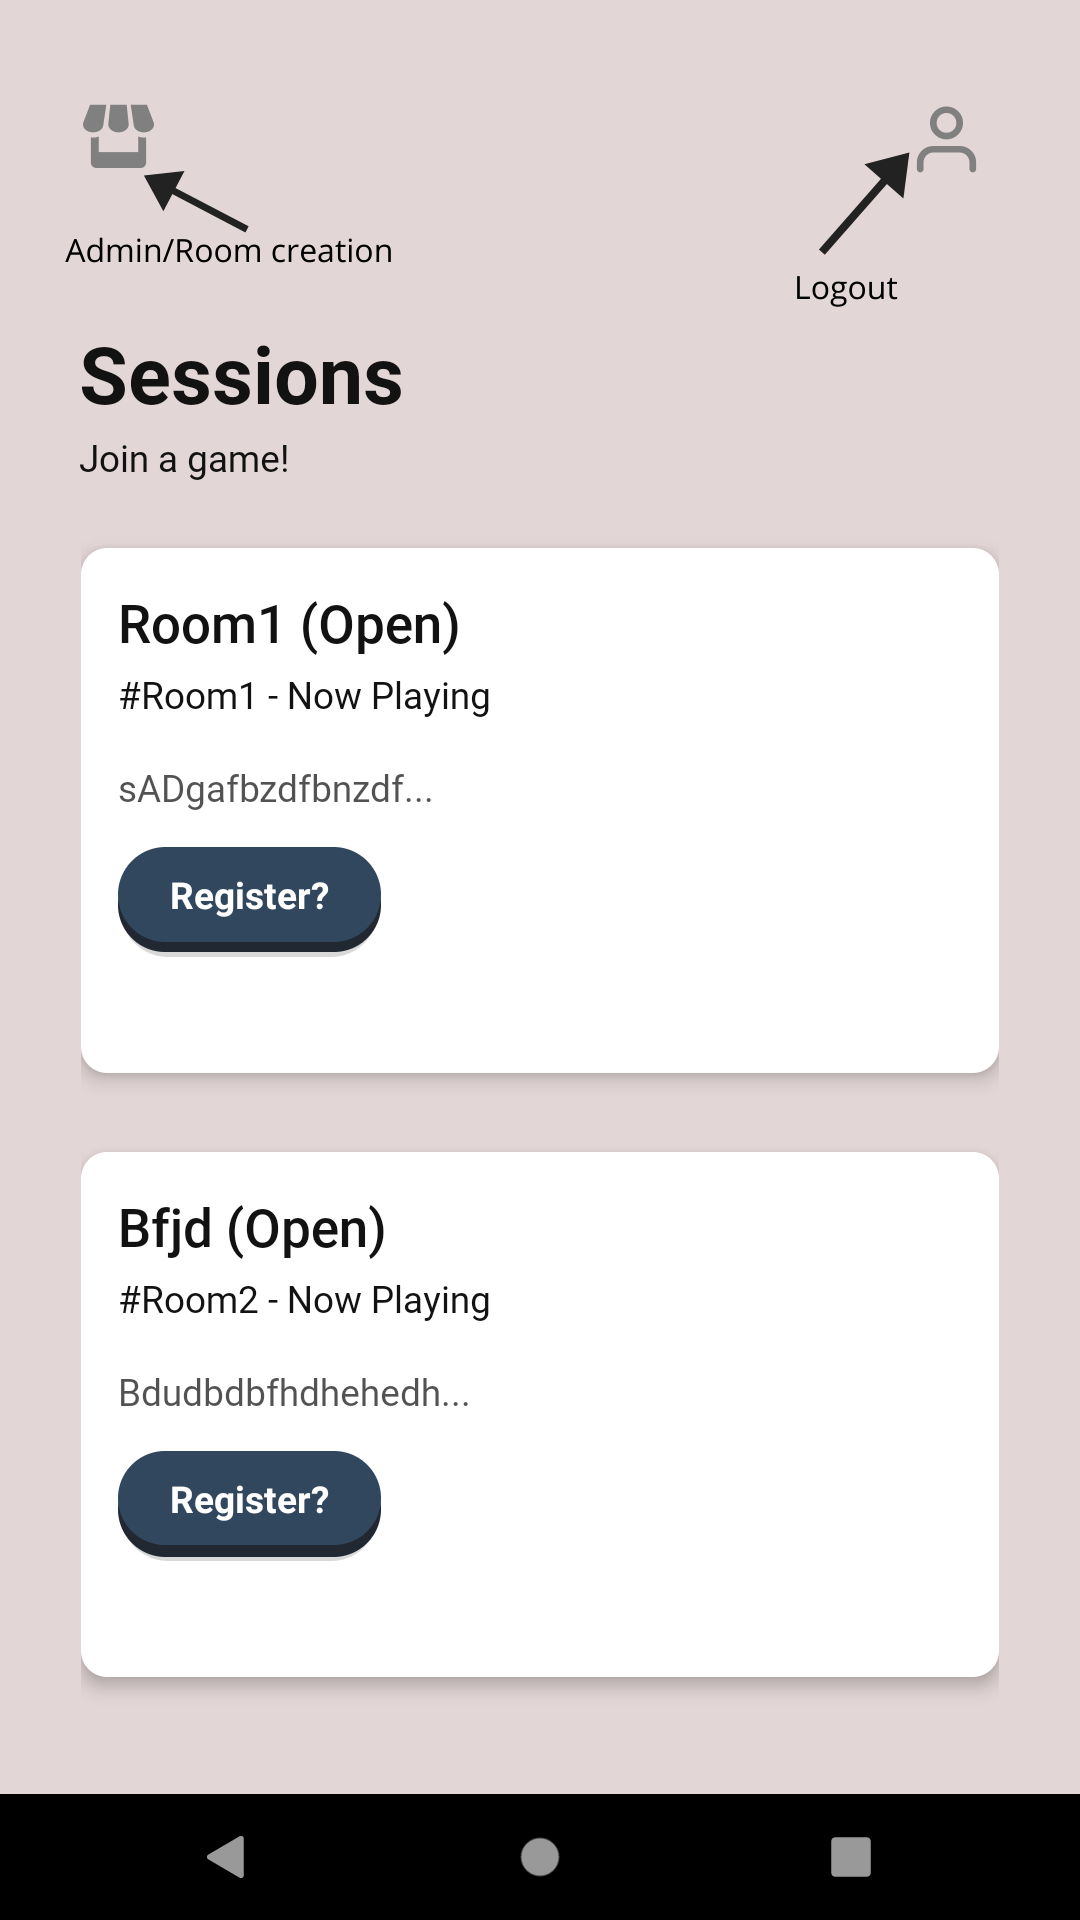 Admin/Room creation
Logout
Sessions
Join a game!
Room1 (Open)
#Room1 - Now Playing
sADgafbzdfbnzdf...
Register?
Bfjd (Open)
#Room2 - Now Playing
Bdudbdbfhdhehedh...
Register?